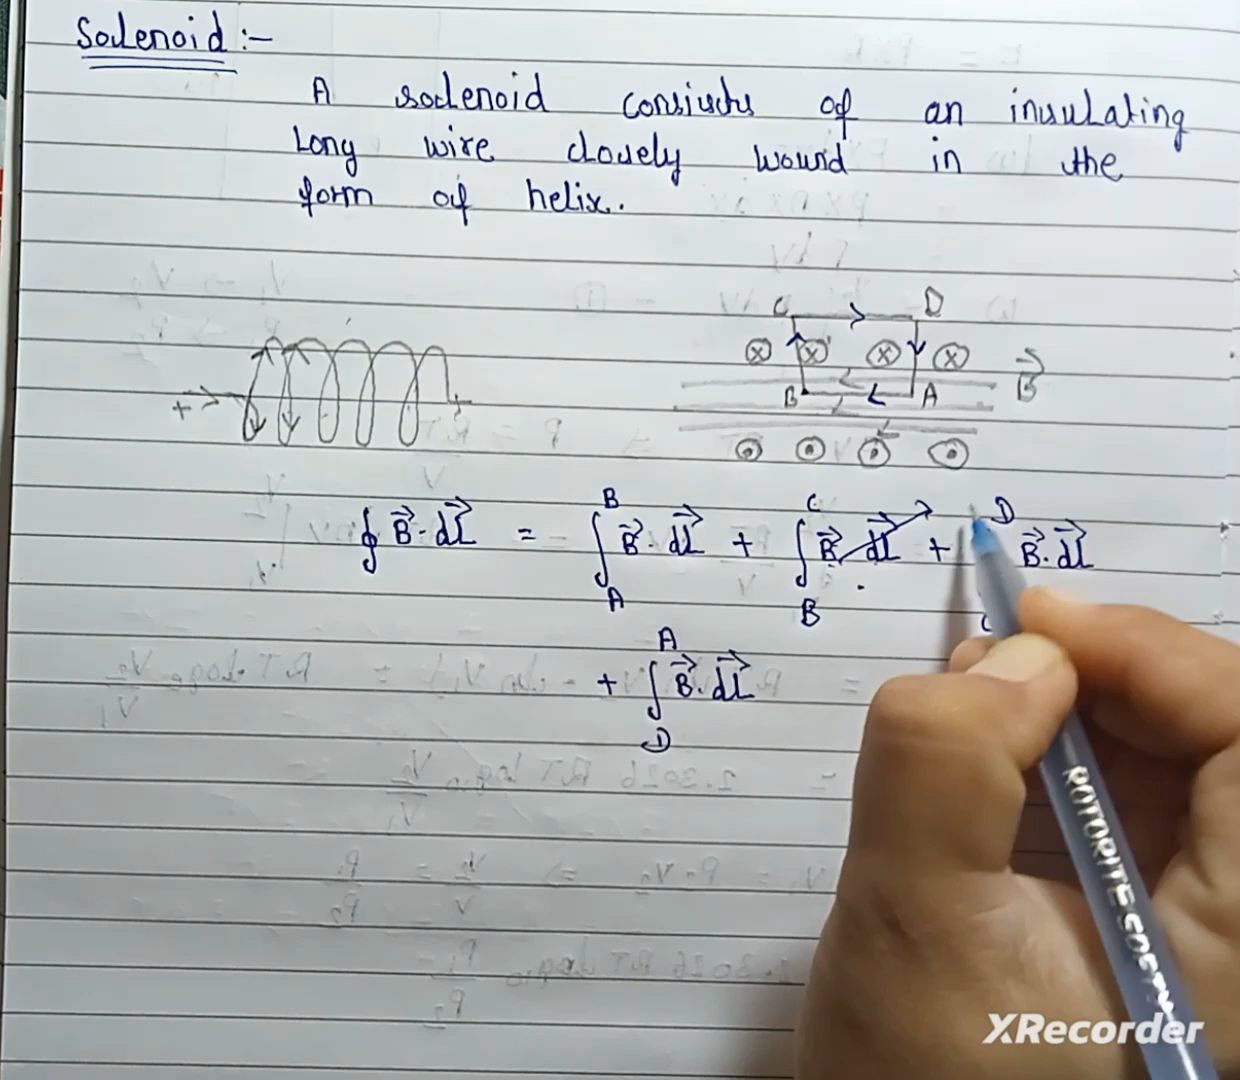 Solenoid :-
A solenoid consists of an insulating
long wire closely wound in the
form of helix.
C D
⊗ ⊗ ⊗ ⊗ B⃗
B A
+
⊙ ⊙ ⊙ ⊙
∮ B⃗ · dl⃗ = ∫_A^B B⃗ · dl⃗ + ∫_B^C B⃗ · dl⃗ + D B⃗ · dl⃗
+ ∫_D^A B⃗ · dl⃗
ROTORITE
XRecorder